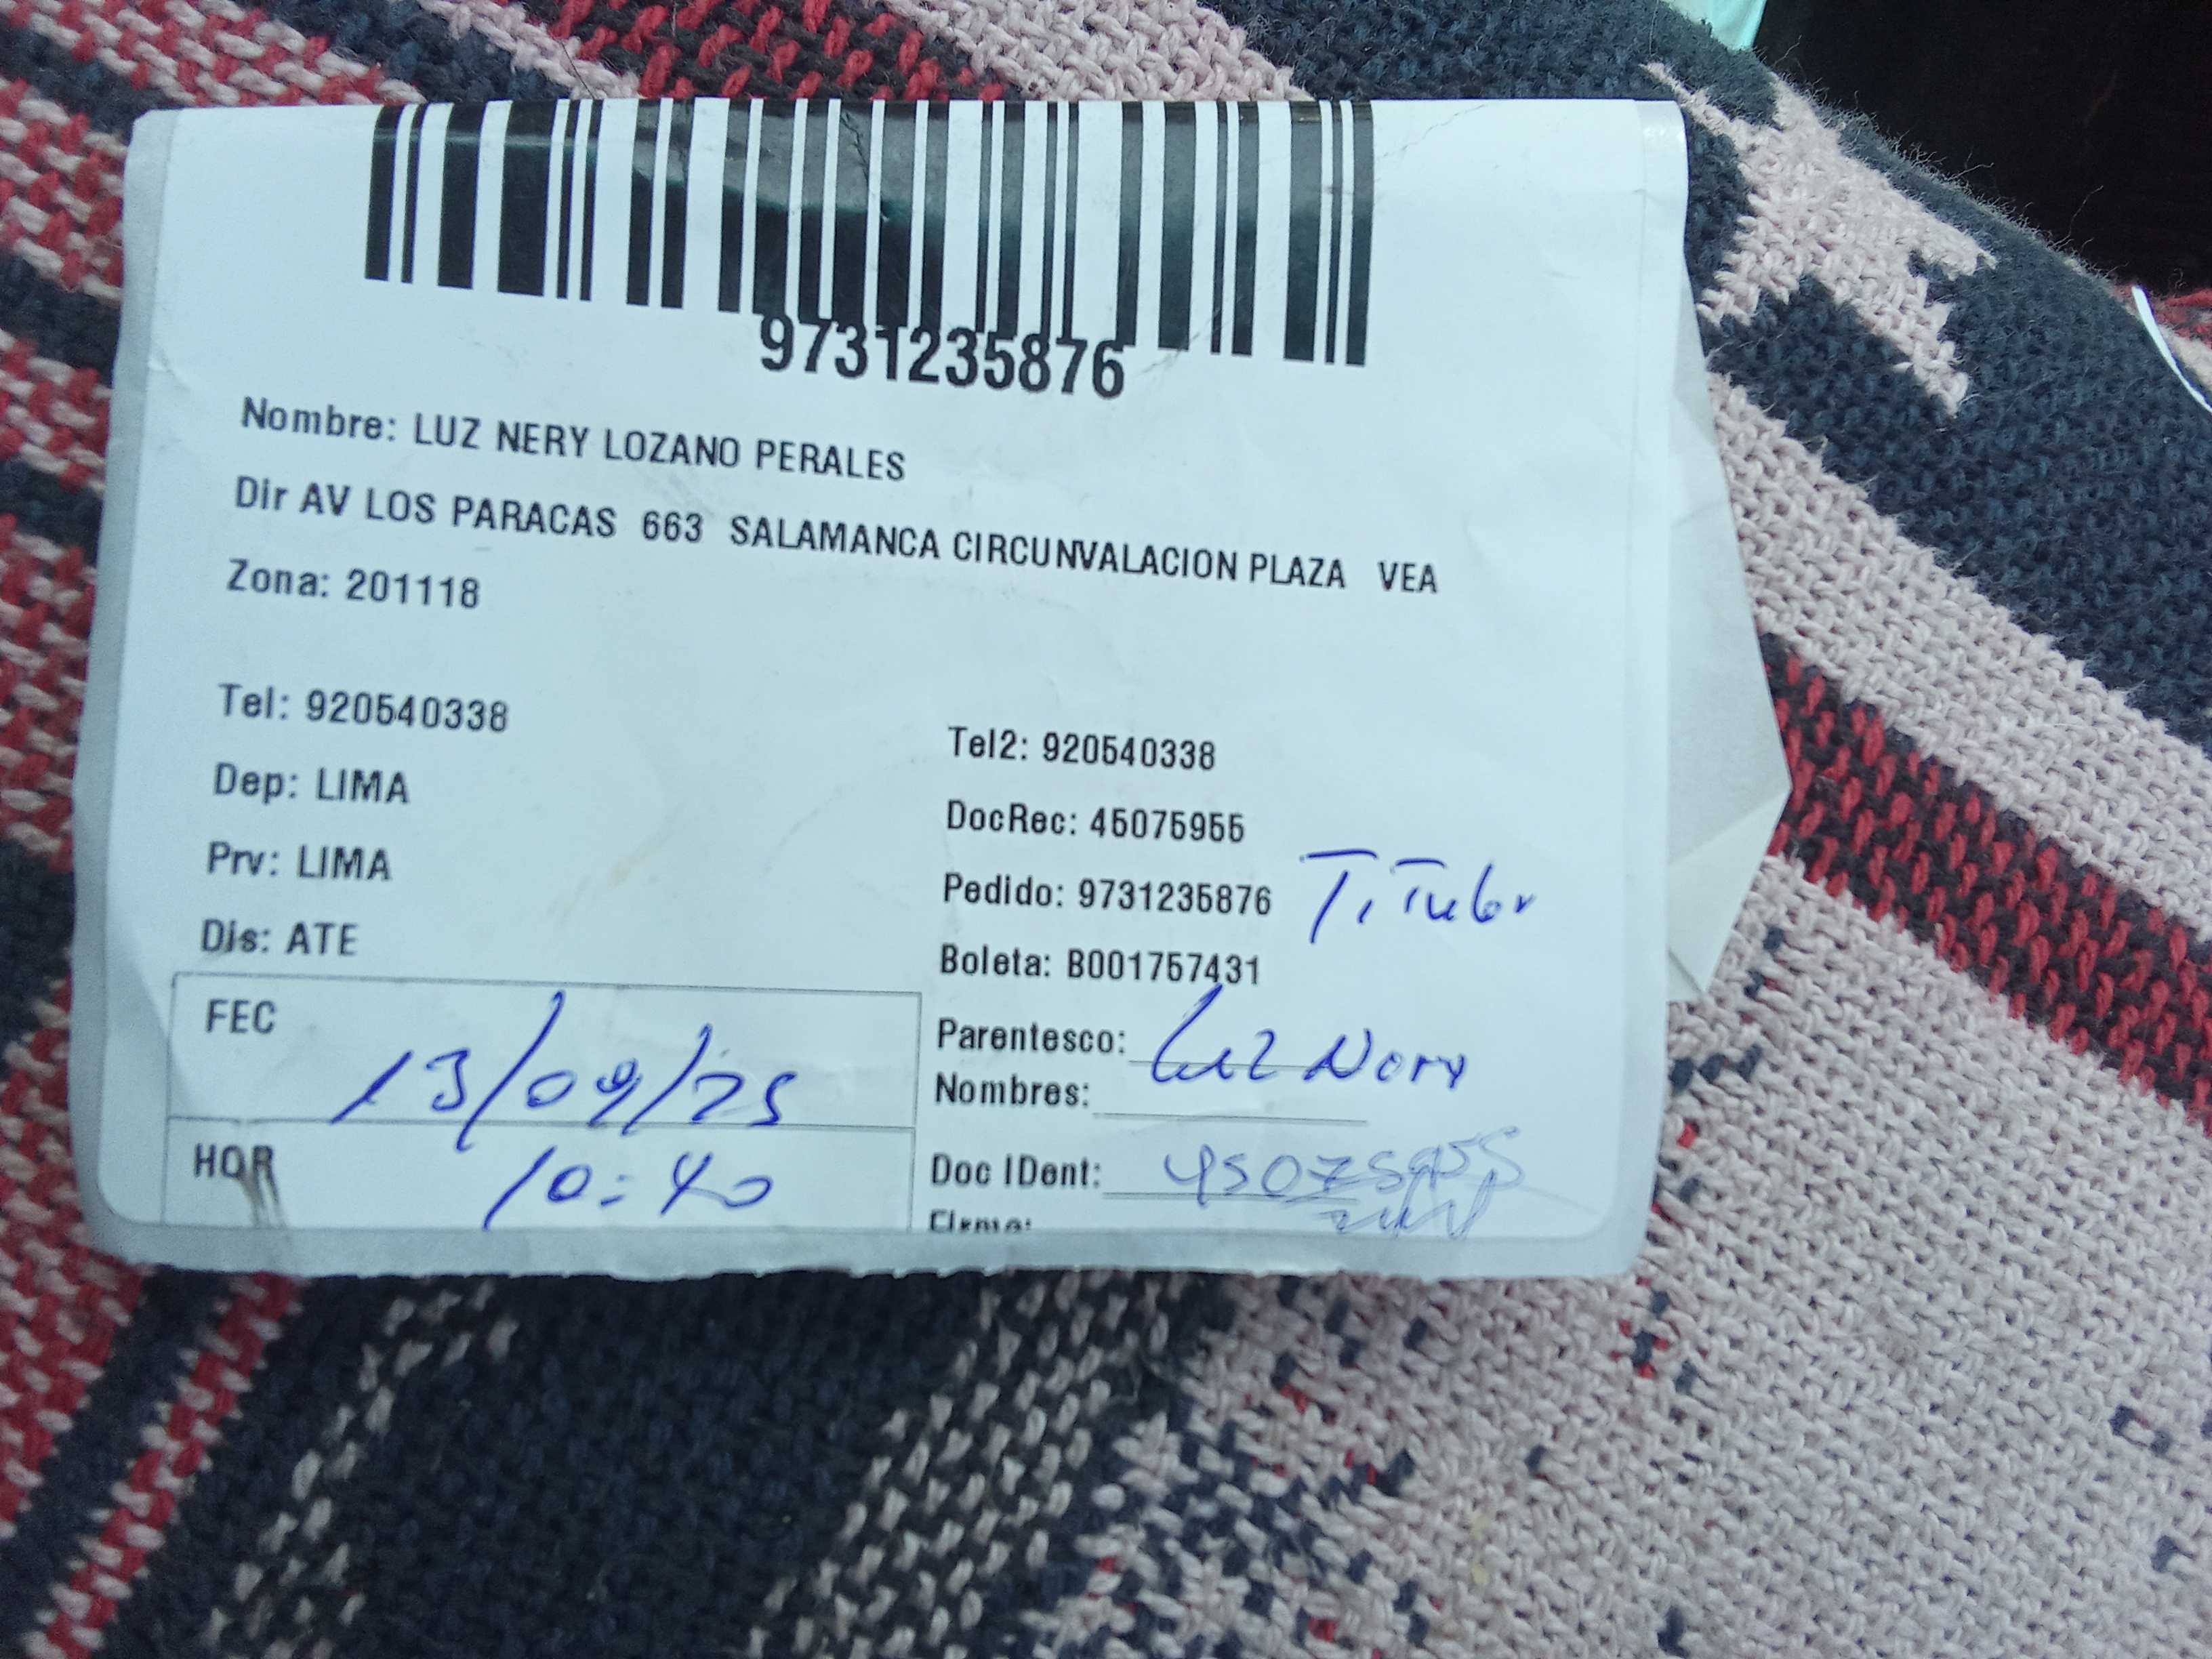 9731235876
Nombre: LUZ NERY LOZANO PERALES
Dir AV LOS PARACAS 663 SALAMANCA CIRCUNVALACION PLAZA VEA
Zona: 201118
Tel: 920540338
Tel2: 920540338
Dep: LIMA
DocRec: 45075955
Prv: LIMA
Pedido: 9731235876 Titular
Dis: ATE
Boleta: B001757431
FEC 13/09/25
Parentesco: Luz Nery
Nombres:
HOR 10:40
Doc IDent: 45075955
Firma: